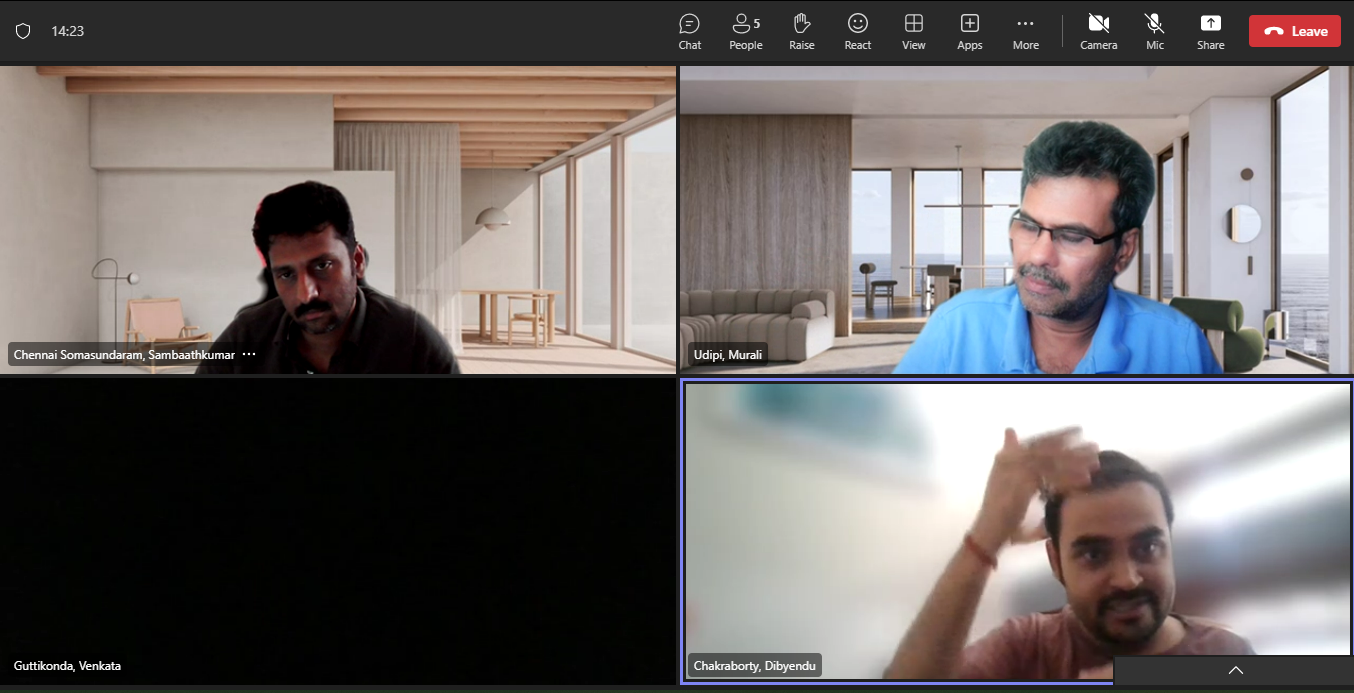 14:23
Chat
People 5
Raise
React
View
Apps
More
Camera
Mic
Share
Leave
Chennai Somasundaram, Sambaathkumar ...
Udipi, Murali
Guttikonda, Venkata
Chakraborty, Dibyendu